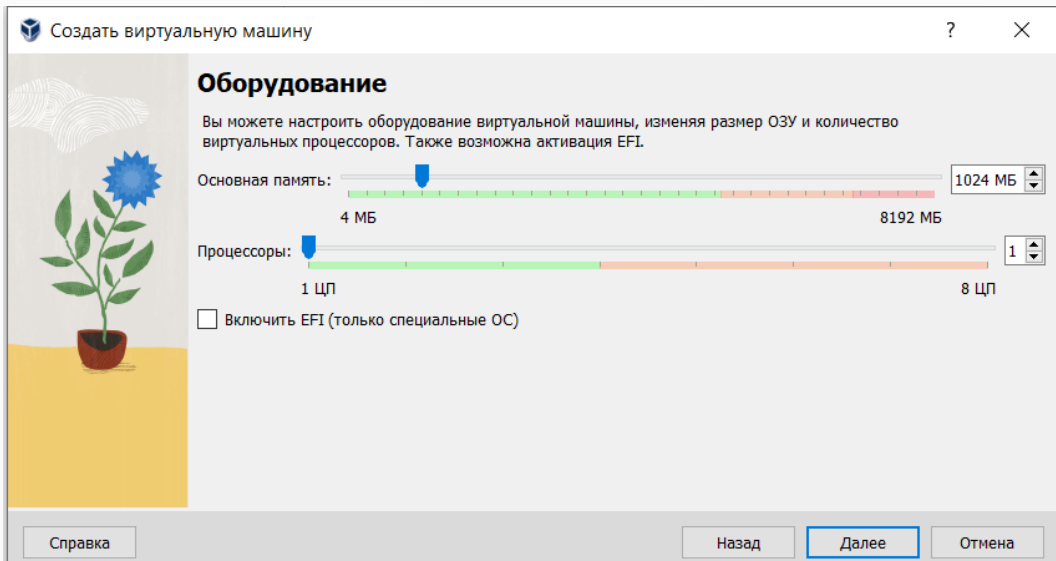 Создать виртуальную машину
Оборудование
Вы можете настроить оборудование виртуальной машины, изменяя размер ОЗУ и количество
виртуальных процессоров. Также возможна активация EFI.
Основная память:
1024 МБ
4 МБ
8192 МБ
Процессоры:
1
1 ЦП
8 ЦП
Включить EFI (только специальные ОС)
Справка
Назад
Далее
Отмена